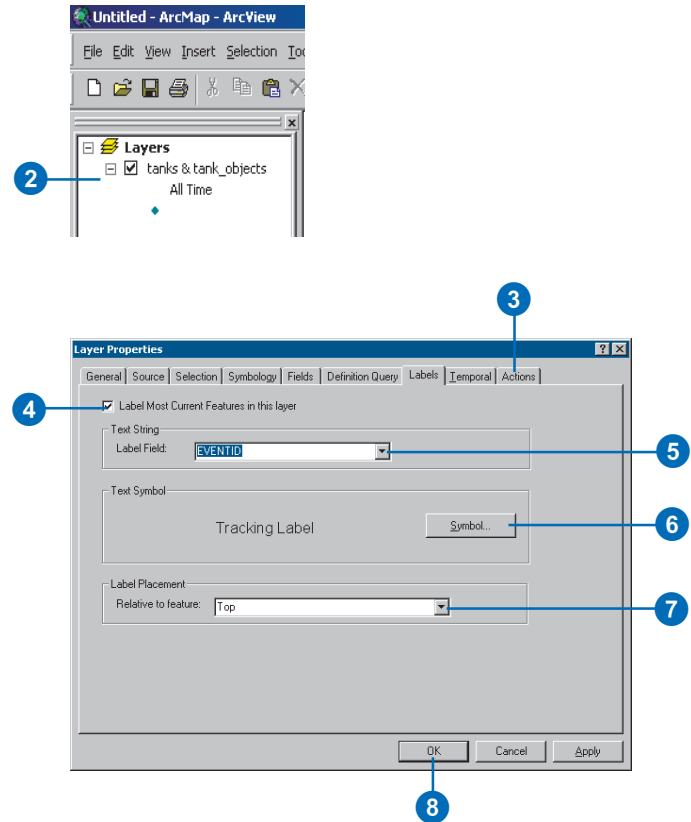 Untitled - ArcMap - ArcView
File Edit View Insert Selection
Layers
2
tanks & tank_objects
All Time
3
Layer Properties
General Source Selection Symbology Fields Definition Query Labels Temporal Actions
4
Label Most Current Features in this layer
Text String
Label Field: EVENTID
5
Text Symbol
Tracking Label
Symbol...
6
Label Placement
Relative to feature: Top
7
OK Cancel Apply
8